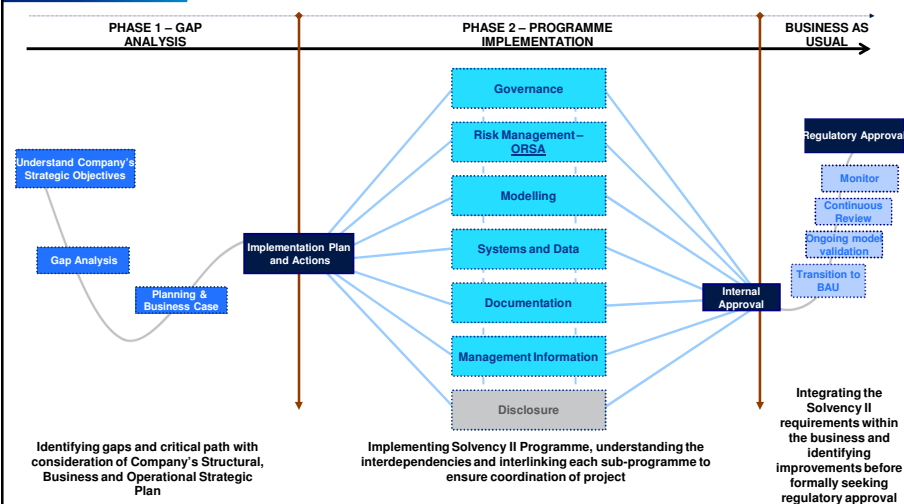 PHASE 1 – GAP
ANALYSIS
PHASE 2 – PROGRAMME
IMPLEMENTATION
BUSINESS AS
USUAL
Understand Company's
Strategic Objectives
Gap Analysis
Planning &
Business Case
Implementation Plan
and Actions
Governance
Risk Management –
ORSA
Modelling
Systems and Data
Documentation
Management Information
Disclosure
Internal
Approval
Regulatory Approval
Monitor
Continuous
Review
Ongoing model
validation
Transition to
BAU
Identifying gaps and critical path with
consideration of Company's Structural,
Business and Operational Strategic
Plan
Implementing Solvency II Programme, understanding the
interdependencies and interlinking each sub-programme to
ensure coordination of project
Integrating the
Solvency II
requirements within
the business and
identifying
improvements before
formally seeking
regulatory approval